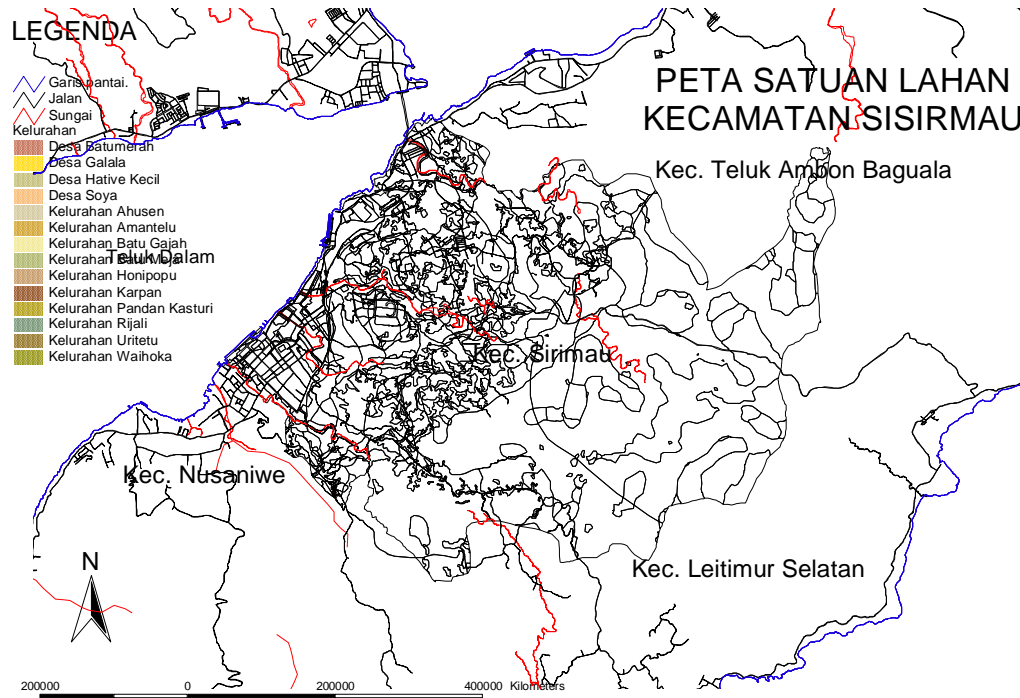 LEGENDA
Garis pantai.
Jalan
Sungai
Kelurahan
Desa Batumerah
Desa Galala
Desa Hative Kecil
Desa Soya
Kelurahan Ahusen
Kelurahan Amantelu
Kelurahan Batu Gajah
Kelurahan Batu Meja
Kelurahan Honipopu
Kelurahan Karpan
Kelurahan Pandan Kasturi
Kelurahan Rijali
Kelurahan Uritetu
Kelurahan Waihoka
Teluk Dalam
PETA SATUAN LAHAN
KECAMATAN SISIRMAU
Kec. Teluk Ambon Baguala
Kec. Sirimau
Kec. Nusaniwe
Kec. Leitimur Selatan
N
200000 0 200000 400000 Kilometers